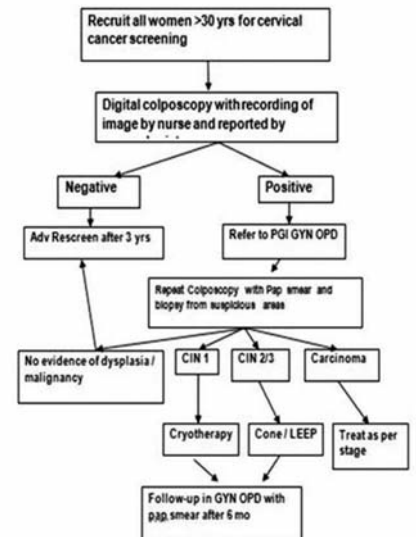 Recruit all women >30 yrs for cervical
cancer screening
Digital colposcopy with recording of
image by nurse and reported by
Negative
Positive
Adv Rescreen after 3 yrs
Refer to PGI GYN OPD
Repeat Colposcopy with Pap smear and
biopsy from suspicious areas
No evidence of dysplasia /
malignancy
CIN 1
CIN 2/3
Carcinoma
Cryotherapy
Cone / LEEP
Treat as per
stage
Follow-up in GYN OPD with
pap smear after 6 mo